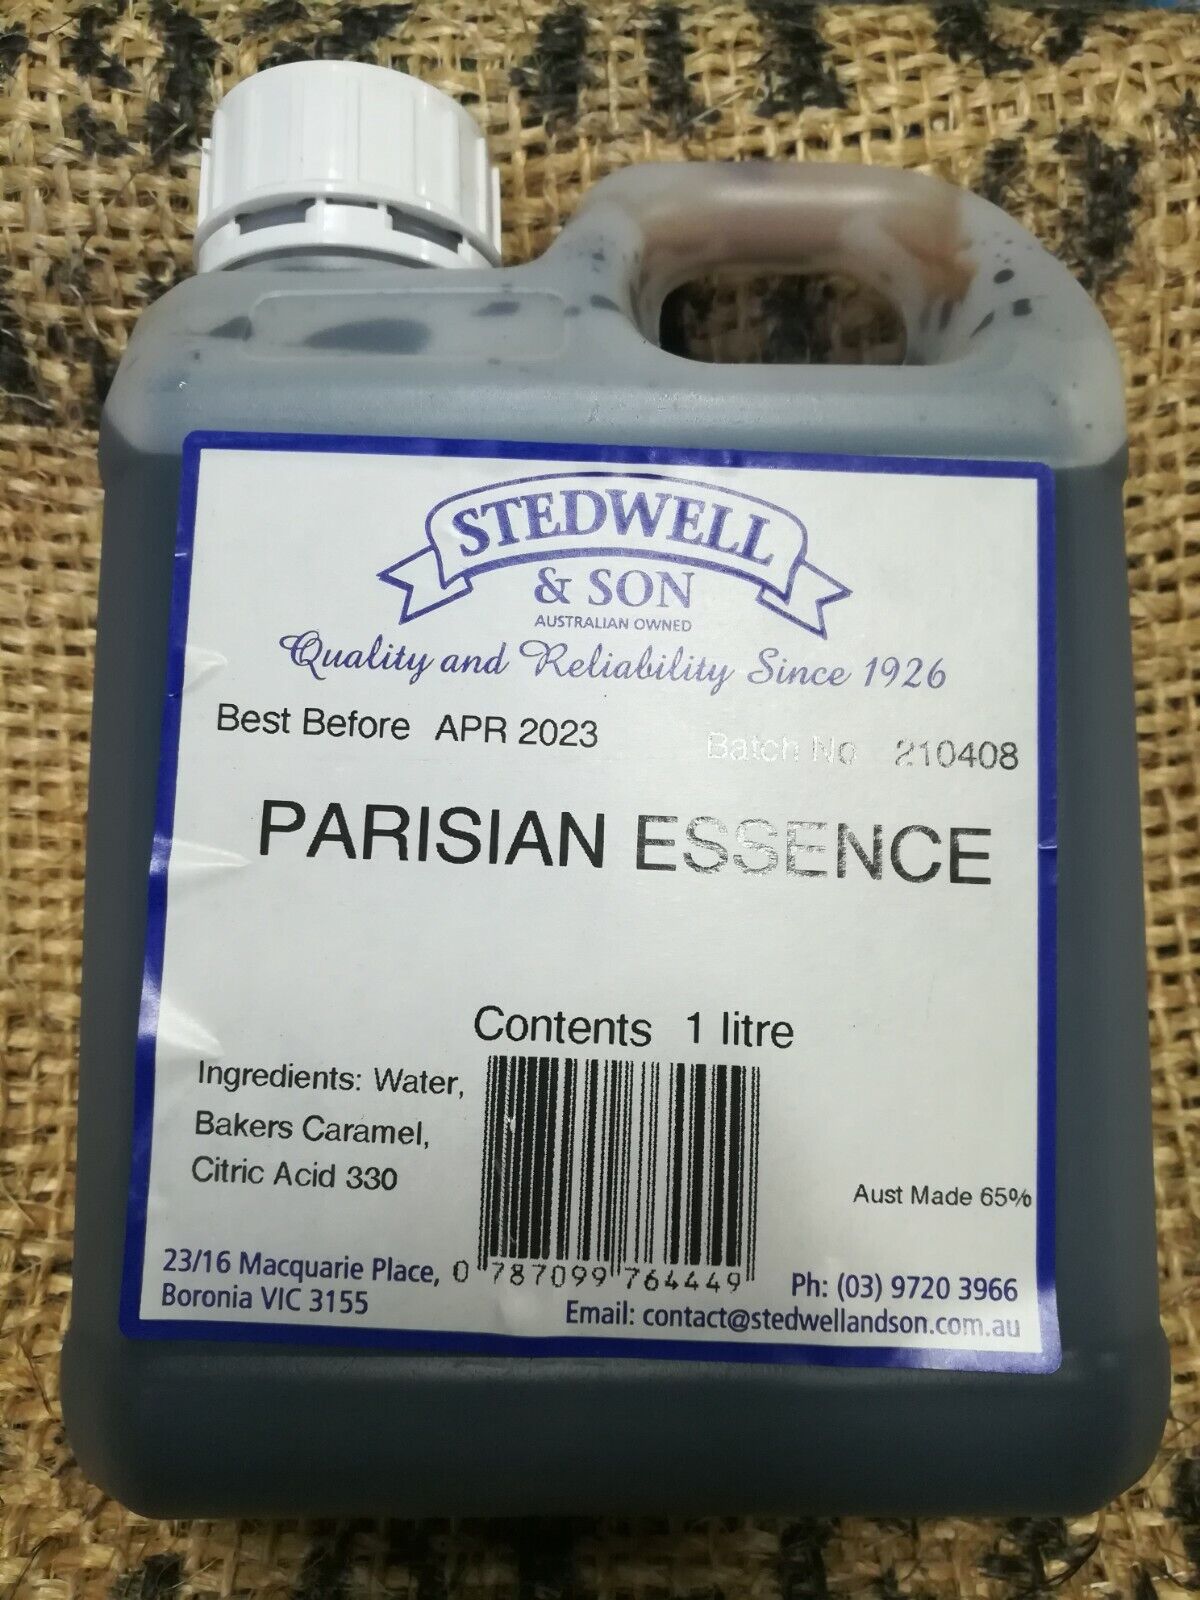 STEDWELL
& SON
AUSTRALIAN OWNED
Quality and Reliability Since 1926
Best Before APR 2023
Batch No 210408
PARISIAN ESSENCE
Contents 1 litre
Ingredients: Water,
Bakers Caramel,
Citric Acid 330
Aust Made 65%
0 787099 764449
23/16 Macquarie Place,
Boronia VIC 3155
Ph: (03) 9720 3966
Email: contact@stedwellandson.com.au